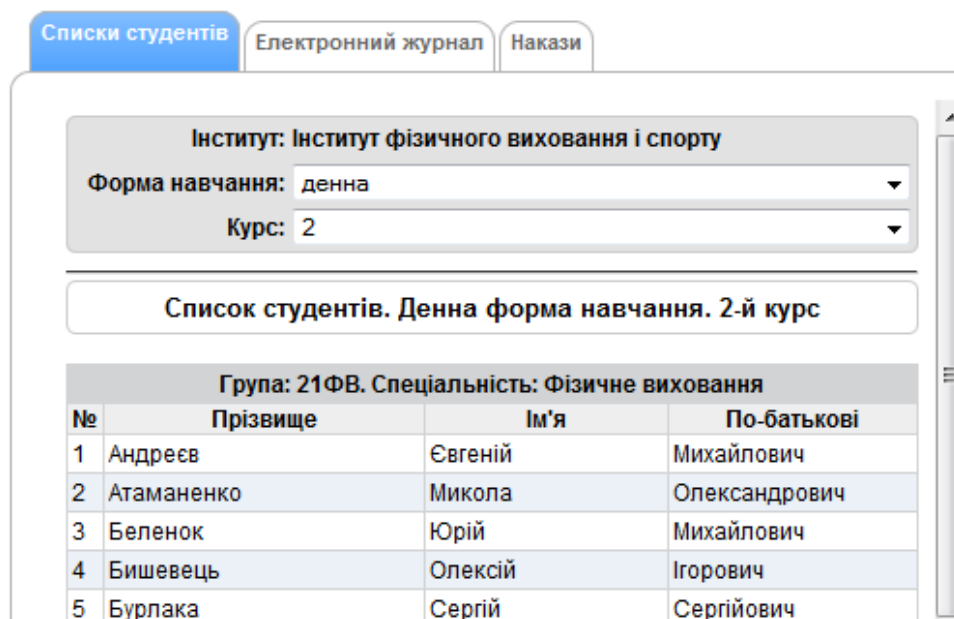 Списки студентів Електронний журнал Накази
Інститут: Інститут фізичного виховання і спорту
Форма навчання: денна
Курс: 2
Список студентів. Денна форма навчання. 2-й курс
Група: 21ФВ. Спеціальність: Фізичне виховання
№ Прізвище Ім'я По-батькові
1 Андреєв Євгеній Михайлович
2 Атаманенко Микола Олександрович
3 Беленок Юрій Михайлович
4 Бишевець Олексій Ігорович
5 Бурлака Сергій Сергійович